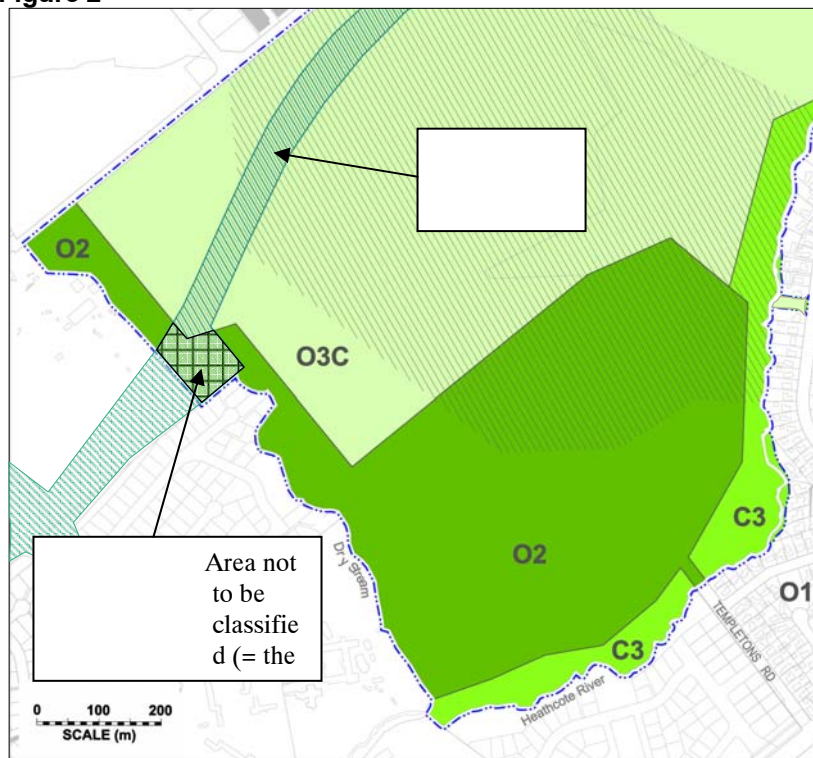 Figure 2
O2
O3C
C3
O2
O1
Dry Stream
Area not
to be
classifie
d (= the
C3
TEMPLETONS RD
Heathcote River
0 100 200
SCALE (m)